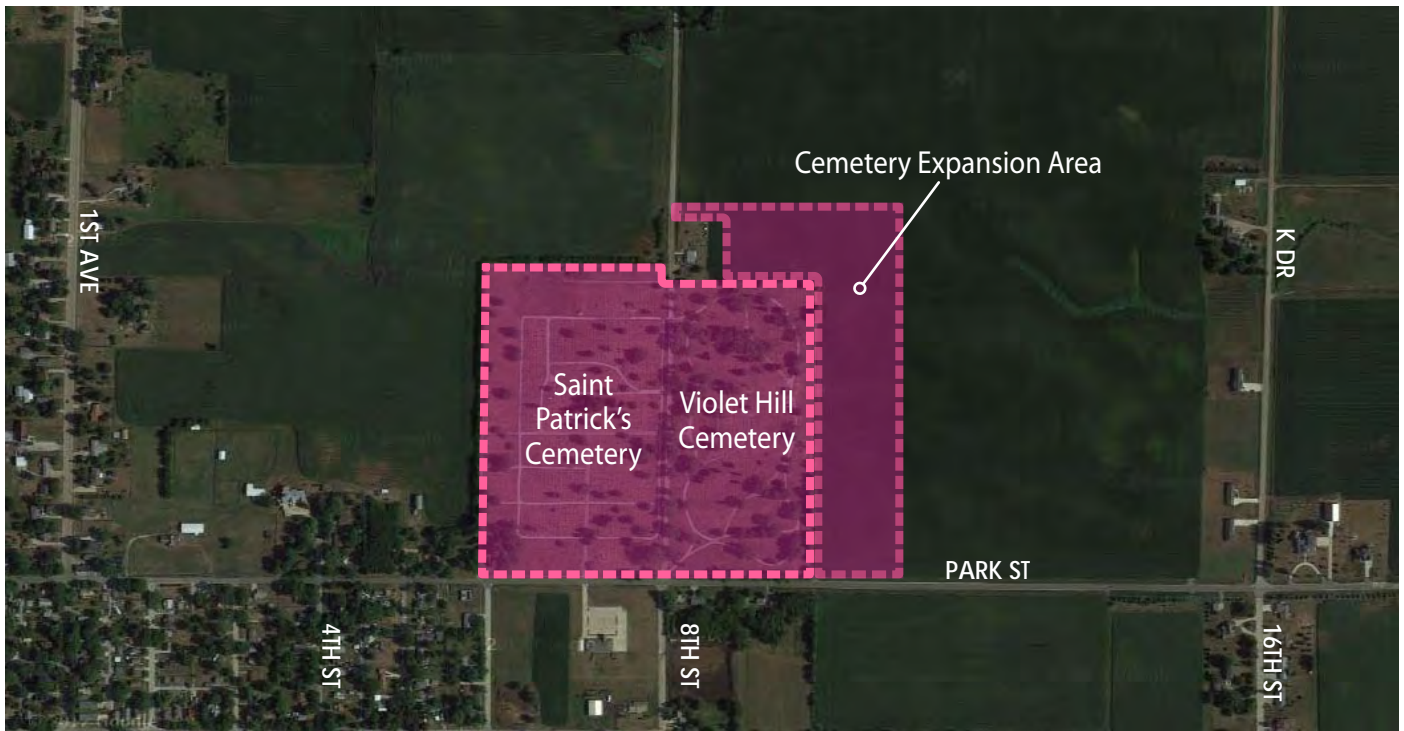 Cemetery Expansion Area
1ST AVE
K DR
Saint
Patrick's
Cemetery
Violet Hill
Cemetery
PARK ST
4TH ST
8TH ST
16TH ST